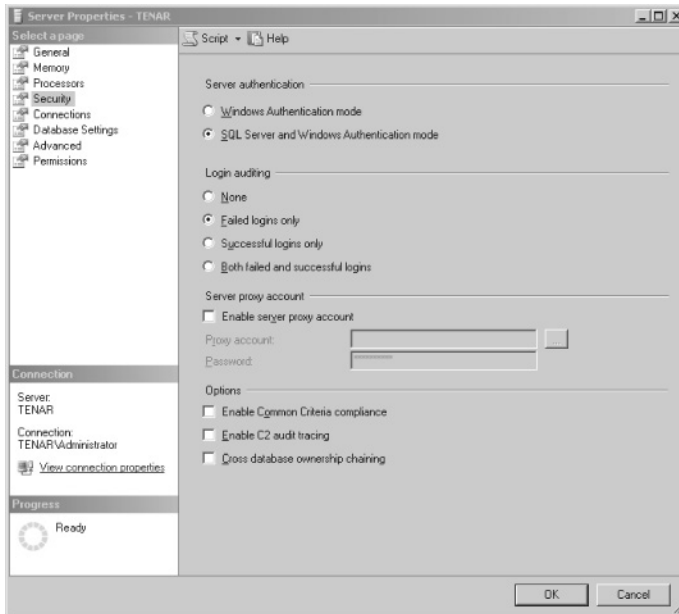 Server Properties - TENAR
Select a page
General
Memory
Processors
Security
Connections
Database Settings
Advanced
Permissions
Connection
Server:
TENAR
Connection:
TENAR\Administrator
View connection properties
Progress
Ready
Script
Help
Server authentication
Windows Authentication mode
SQL Server and Windows Authentication mode
Login auditing
None
Failed logins only
Successful logins only
Both failed and successful logins
Server proxy account
Enable server proxy account
Proxy account:
Password:
Options
Enable Common Criteria compliance
Enable C2 audit tracing
Cross database ownership chaining
OK Cancel